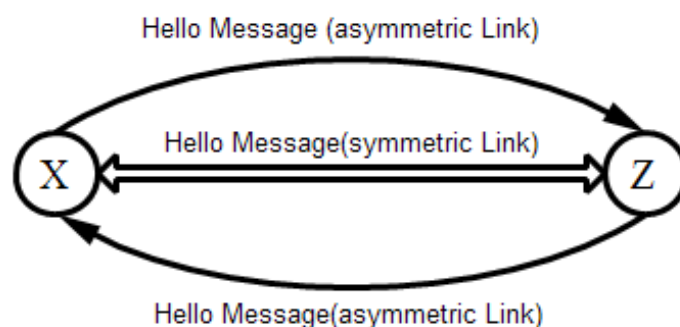 Hello Message (asymmetric Link)
Hello Message(symmetric Link)
X
Z
Hello Message(asymmetric Link)